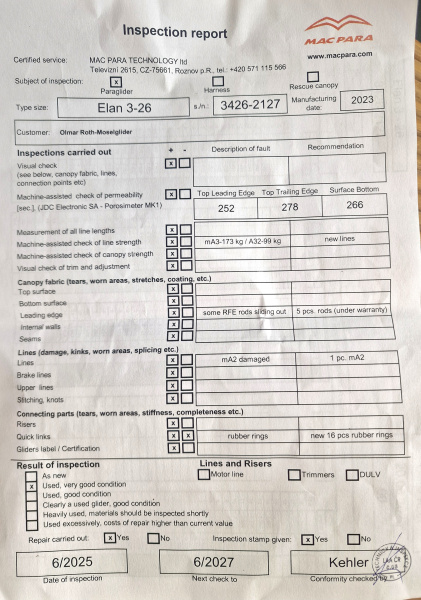 Inspection report
MAC PARA
www.macpara.com
Certified service: MAC PARA TECHNOLOGY ltd
Televizni 2615, CZ-75661, Roznov p.R., tel.: +420 571 115 566
Subject of inspection: x
Paraglider Harness Rescue canopy
Type size: Elan 3-26 s./n.: 3426-2127 Manufacturing date: 2023
Customer: Olmar Roth-Moselglider
Inspections carried out + - Description of fault Recommendation
Visual check x
(see below, canopy fabric, lines,
connection points etc)
Machine-assisted check of permeability x Top Leading Edge Top Trailing Edge Surface Bottom
[sec.], (JDC Electronic SA - Porosimeter MK1) 252 278 266
Measurement of all line lengths x
Machine-assisted check of line strength x mA3-173 kg / A32-99 kg new lines
Machine-assisted check of canopy strength x
Visual check of trim and adjustment x
Canopy fabric (tears, worn areas, stretches, coating, etc.)
Top surface x
Bottom surface x
Leading edge x some RFE rods sliding out 5 pcs. rods (under warranty)
Internal walls x
Seams x
Lines (damage, kinks, worn areas, splicing etc.)
Lines x mA2 damaged 1 pc. mA2
Brake lines x
Upper lines x
Stitching, knots x
Connecting parts (tears, worn areas, stiffness, completeness etc.)
Risers x
Quick links x x rubber rings new 16 pcs rubber rings
Gliders label / Certification x
Result of inspection Lines and Risers
As new Motor line Trimmers DULV
x Used, very good condition
Used, good condition
Clearly a used glider, good condition
Heavily used, materials should be inspected shortly
Used excessively, costs of repair higher than current value
Repair carried out: x Yes No Inspection stamp given: x Yes No
6/2025 6/2027 Kehler
Date of inspection Next check to Conformity checked by